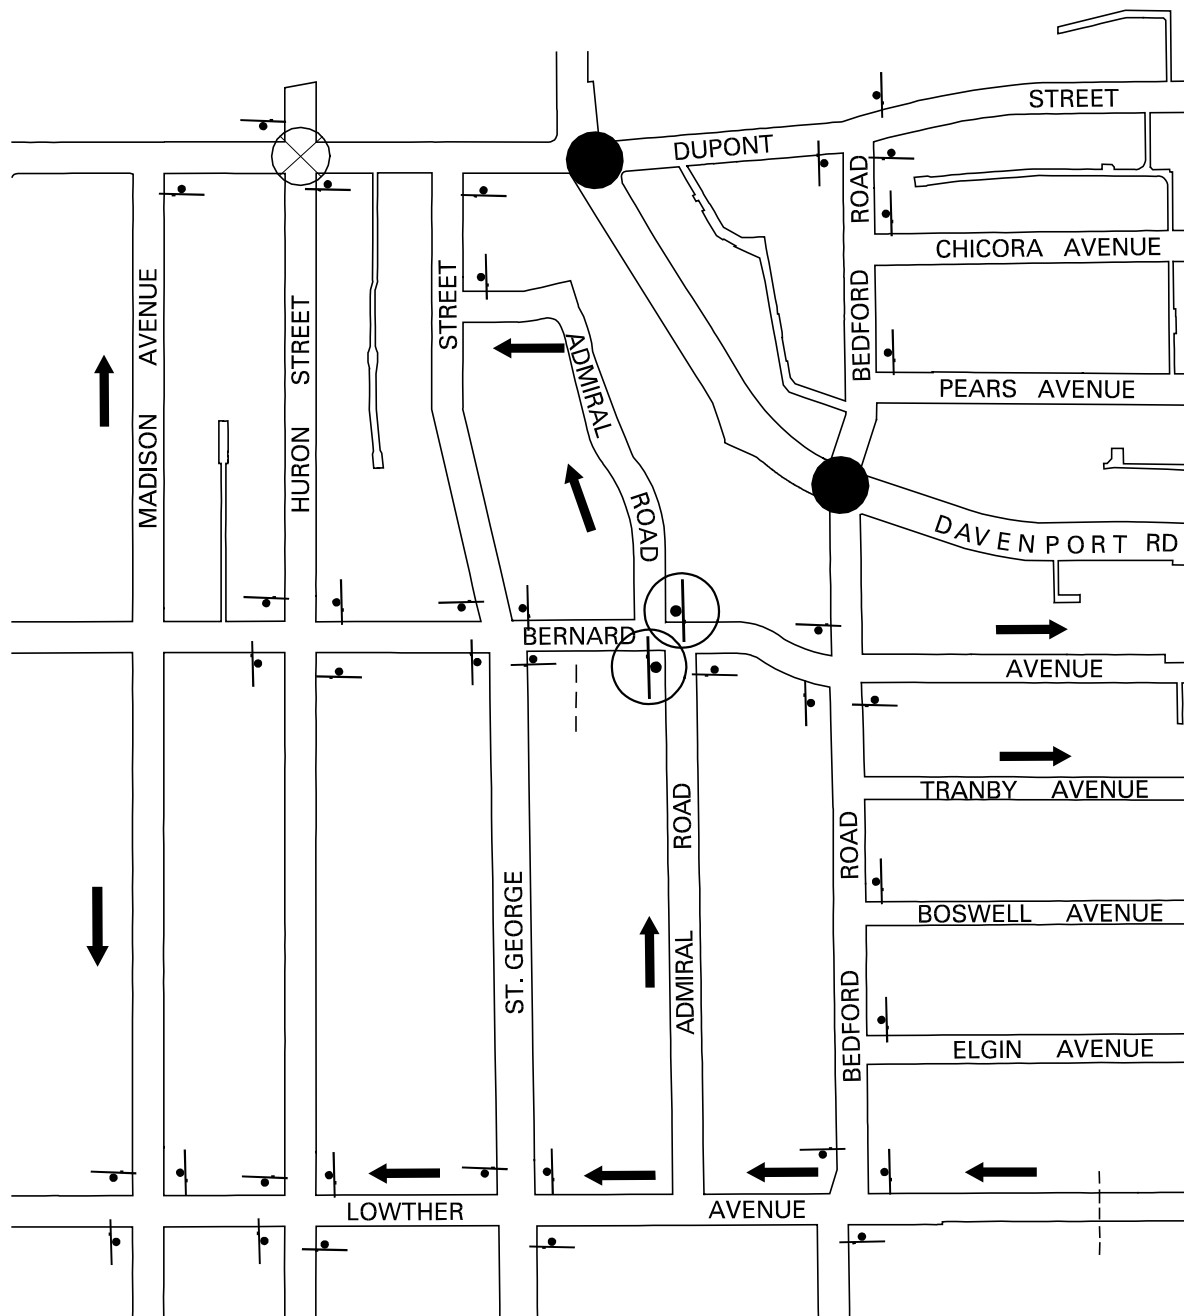 STREET
DUPONT
ROAD
BEDFORD
CHICORA AVENUE
PEARS AVENUE
MADISON AVENUE
HURON STREET
STREET
ADMIRAL
ROAD
DAVENPORT RD
BERNARD
AVENUE
TRANBY AVENUE
ROAD
BEDFORD
BOSWELL AVENUE
ST. GEORGE
ADMIRAL ROAD
ELGIN AVENUE
LOWTHER AVENUE